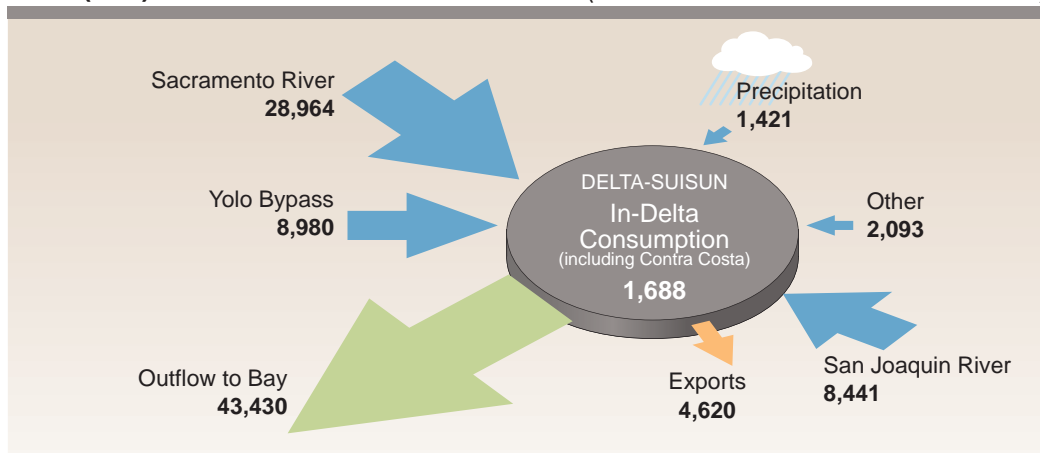 Sacramento River
28,964
Precipitation
1,421
Yolo Bypass
8,980
DELTA-SUISUN
In-Delta
Consumption
(including Contra Costa)
1,688
Other
2,093
Outflow to Bay
43,430
Exports
4,620
San Joaquin River
8,441